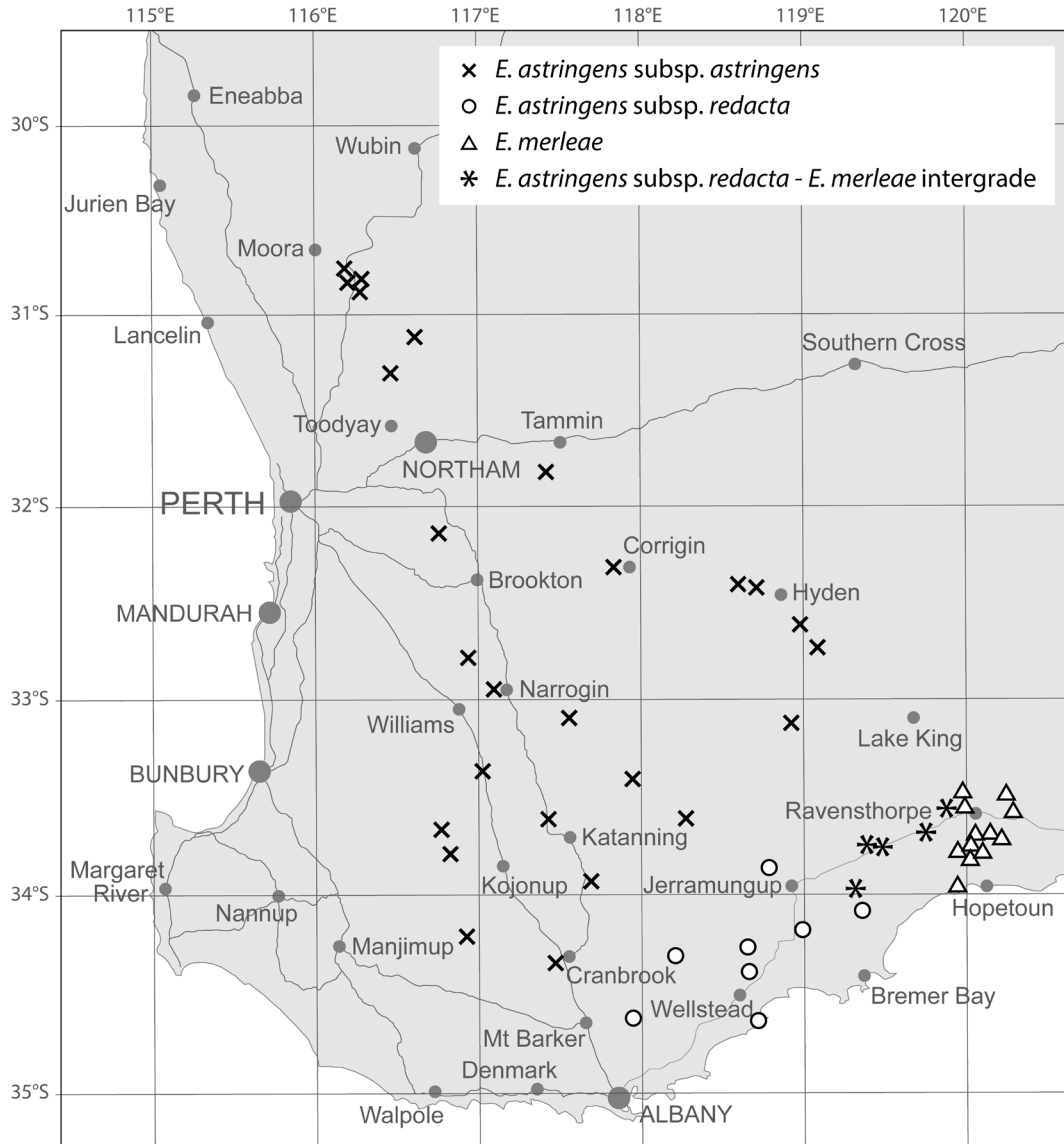 115°E 116°E 117°E 118°E 119°E 120°E
E. astringens subsp. astringens
E. astringens subsp. redacta
E. merleae
E. astringens subsp. redacta - E. merleae intergrade
Eneabba
30°S
Wubin
Jurien Bay
Moora
31°S
Lancelin
Southern Cross
Toodyay
Tammin
NORTHAM
PERTH
32°S
Corrigin
Brookton
Hyden
MANDURAH
Narrogin
33°S
Williams
Lake King
BUNBURY
Ravensthorpe
Katanning
Margaret
River
Kojonup
Jerramungup
34°S
Nannup
Hopetoun
Manjimup
Cranbrook
Bremer Bay
Wellstead
Mt Barker
Denmark
35°S
Walpole
ALBANY